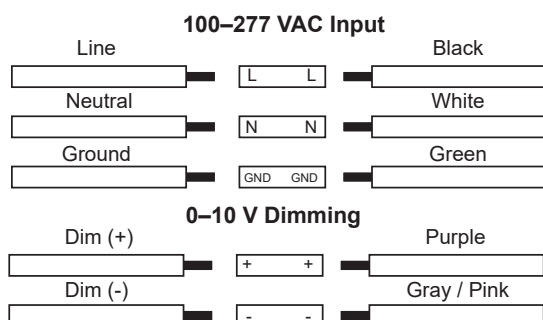 100–277 VAC Input
Line Black
L L
Neutral White
N N
Ground Green
GND GND
0–10 V Dimming
Dim (+) Purple
+ +
Dim (-) Gray / Pink
- -